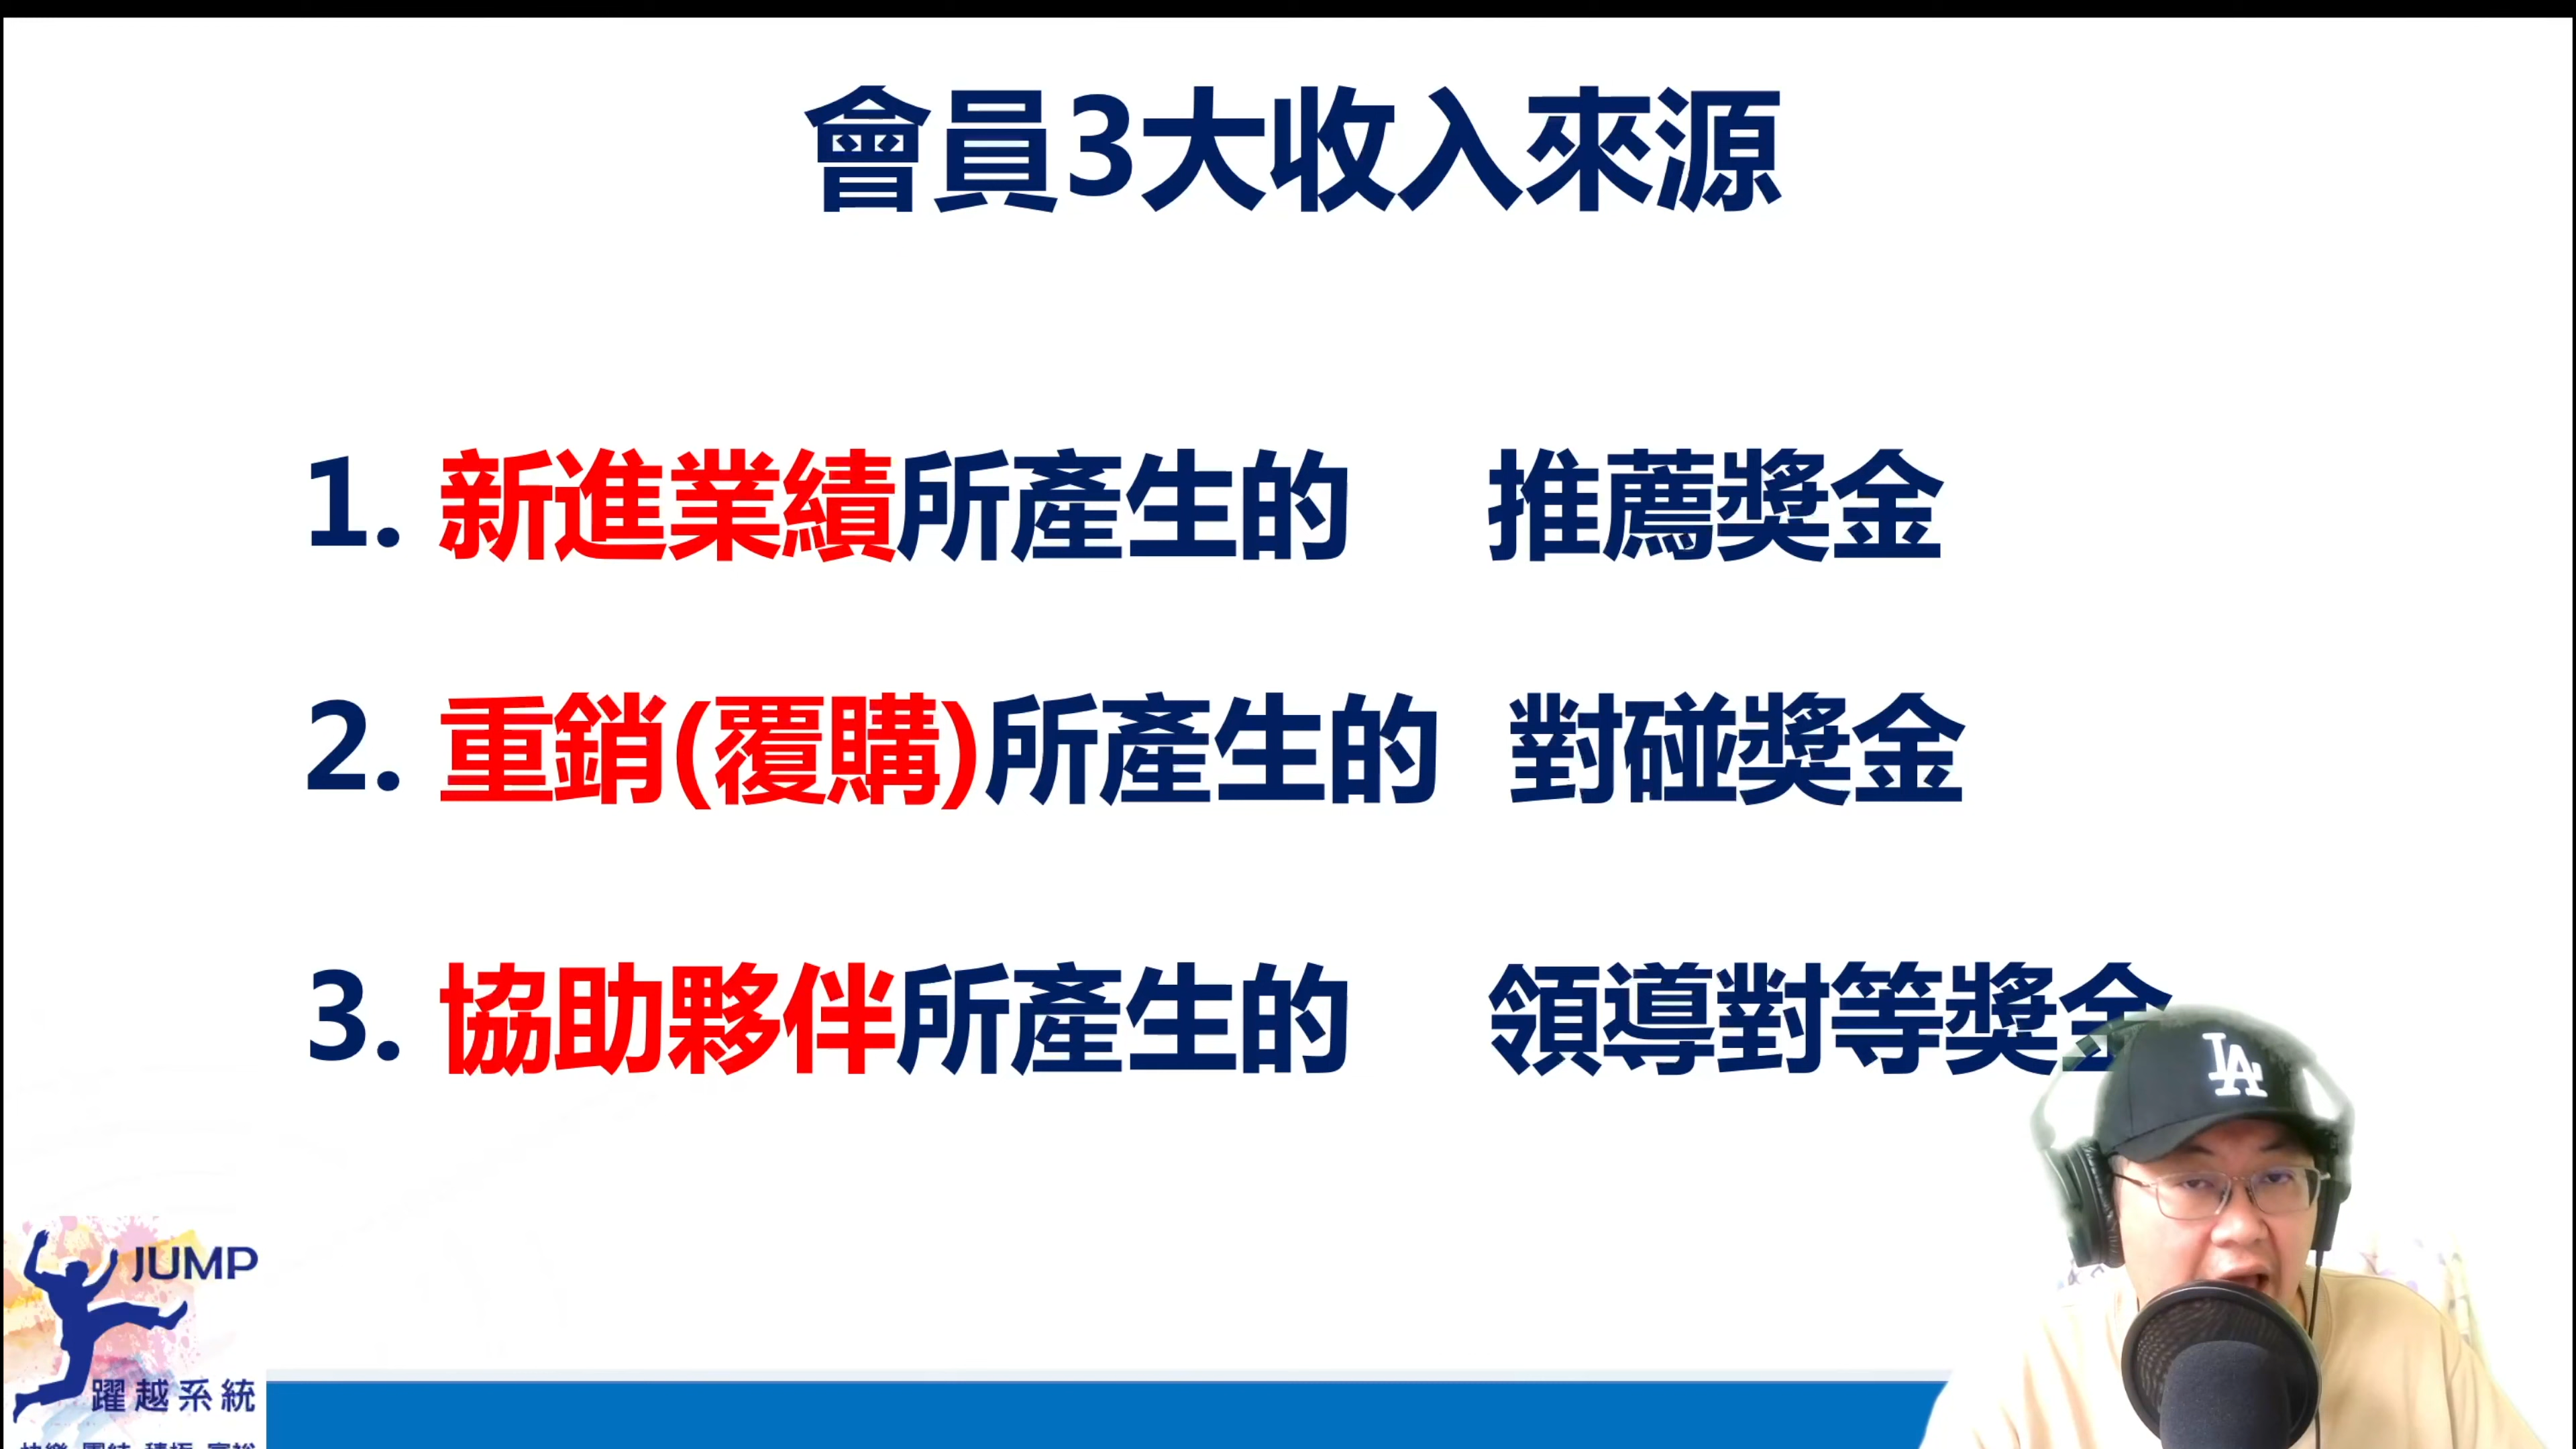 會員3大收入來源
1. 新進業績所產生的 推薦獎金
2. 重銷(覆購)所產生的 對碰獎金
3. 協助夥伴所產生的 領導對等獎金
LA
JUMP
躍越系統